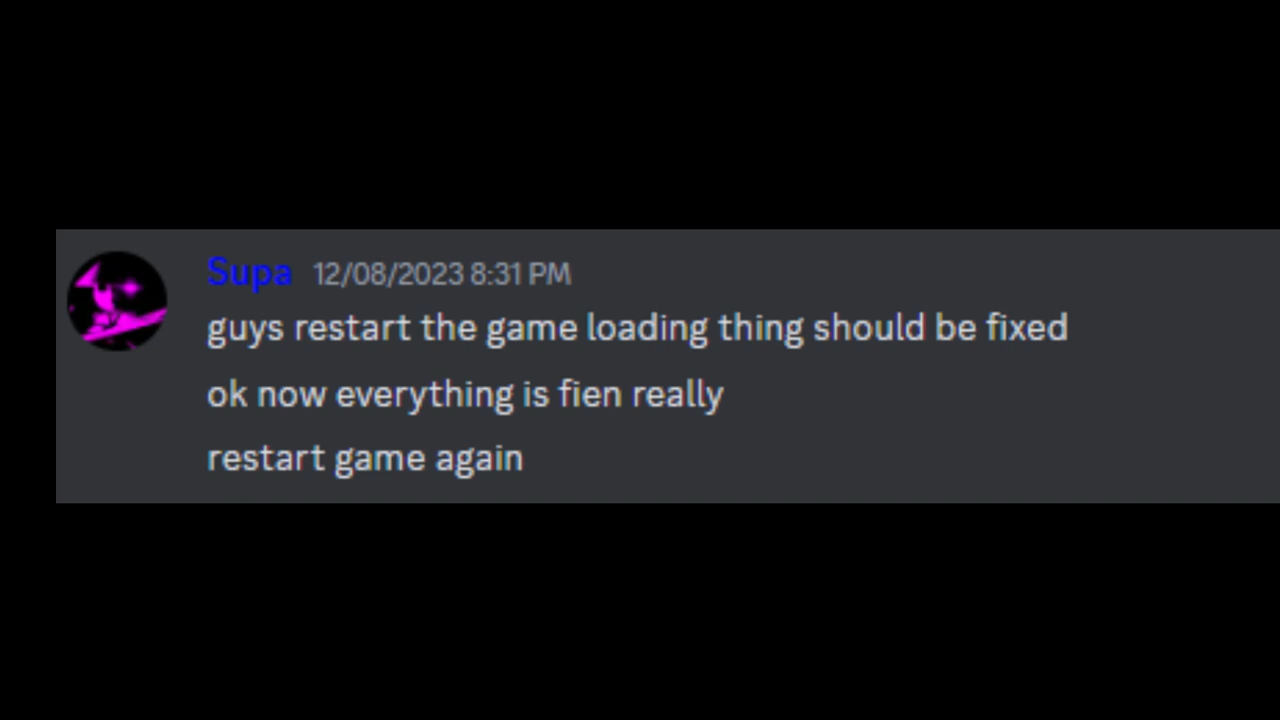 Supa 12/08/2023 8:31 PM
guys restart the game loading thing should be fixed
ok now everything is fien really
restart game again